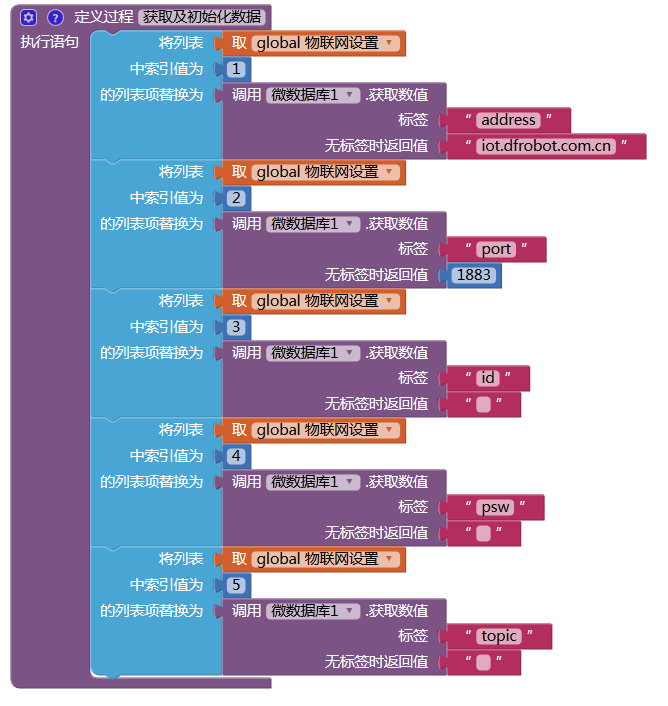 ? 定义过程 获取及初始化数据
执行语句 将列表 取 global 物联网设置
中索引值为 1
的列表项替换为 调用 微数据库1 .获取数值
标签 “ address ”
无标签时返回值 “ iot.dfrobot.com.cn ”
将列表 取 global 物联网设置
中索引值为 2
的列表项替换为 调用 微数据库1 .获取数值
标签 “ port ”
无标签时返回值 1883
将列表 取 global 物联网设置
中索引值为 3
的列表项替换为 调用 微数据库1 .获取数值
标签 “ id ”
无标签时返回值 “ ”
将列表 取 global 物联网设置
中索引值为 4
的列表项替换为 调用 微数据库1 .获取数值
标签 “ psw ”
无标签时返回值 “ ”
将列表 取 global 物联网设置
中索引值为 5
的列表项替换为 调用 微数据库1 .获取数值
标签 “ topic ”
无标签时返回值 “ ”